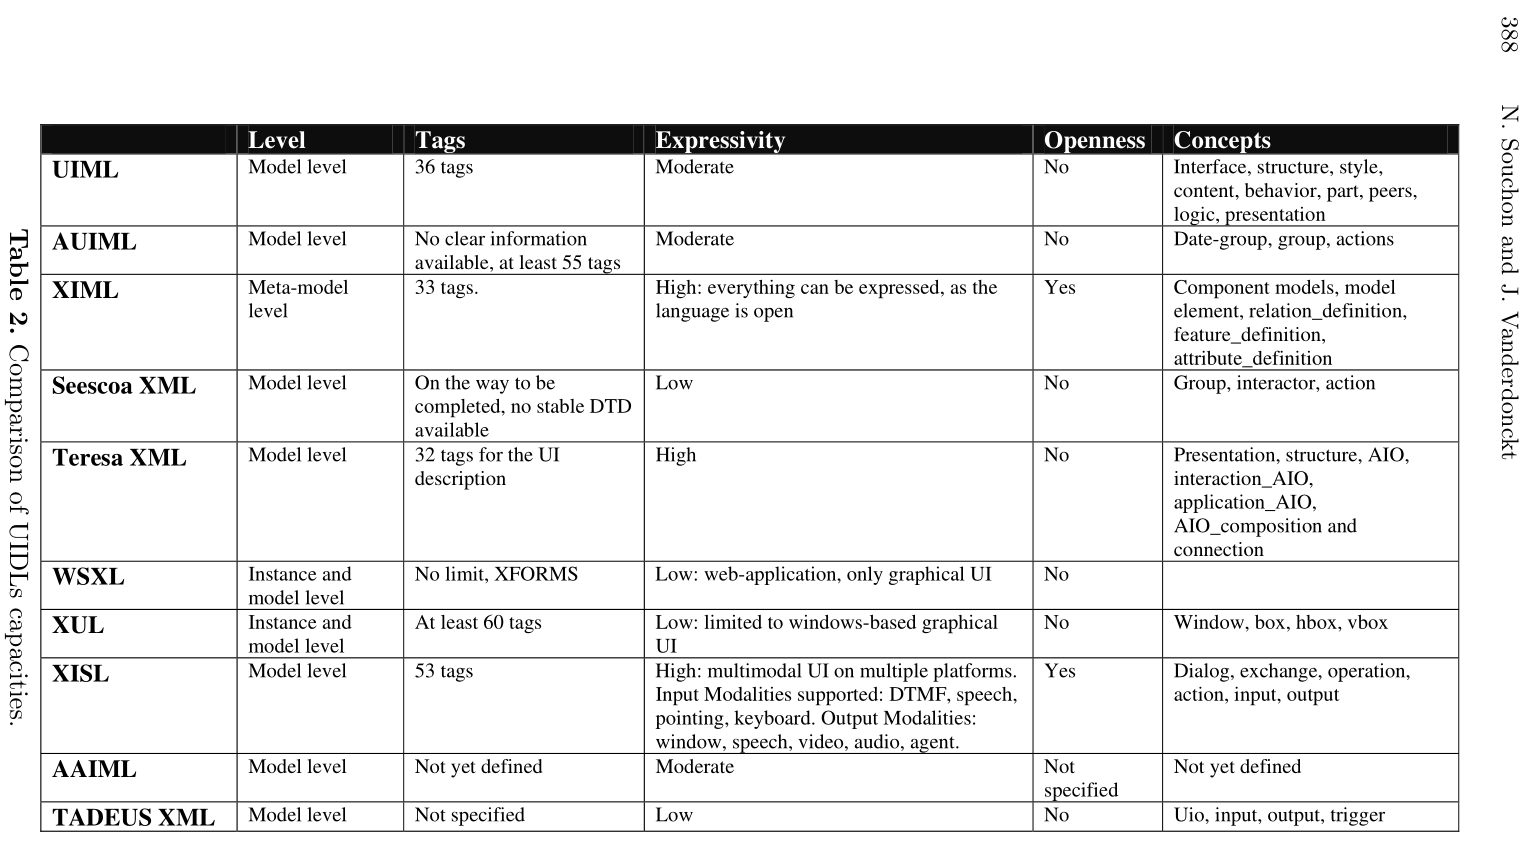 388 N. Souchon and J. Vanderdonckt
Level Tags Expressivity Openness Concepts
UIML Model level 36 tags Moderate No Interface, structure, style,
content, behavior, part, peers,
logic, presentation
AUIML Model level No clear information Moderate No Date-group, group, actions
available, at least 55 tags
XIML Meta-model 33 tags. High: everything can be expressed, as the Yes Component models, model
level language is open element, relation_definition,
feature_definition,
attribute_definition
Seescoa XML Model level On the way to be Low No Group, interactor, action
completed, no stable DTD
available
Teresa XML Model level 32 tags for the UI High No Presentation, structure, AIO,
description interaction_AIO,
application_AIO,
AIO_composition and
connection
WSXL Instance and No limit, XFORMS Low: web-application, only graphical UI No
model level
XUL Instance and At least 60 tags Low: limited to windows-based graphical No Window, box, hbox, vbox
model level UI
XISL Model level 53 tags High: multimodal UI on multiple platforms. Yes Dialog, exchange, operation,
Input Modalities supported: DTMF, speech, action, input, output
pointing, keyboard. Output Modalities:
window, speech, video, audio, agent.
AAIML Model level Not yet defined Moderate Not Not yet defined
specified
TADEUS XML Model level Not specified Low No Uio, input, output, trigger
Table 2. Comparison of UIDLs capacities.